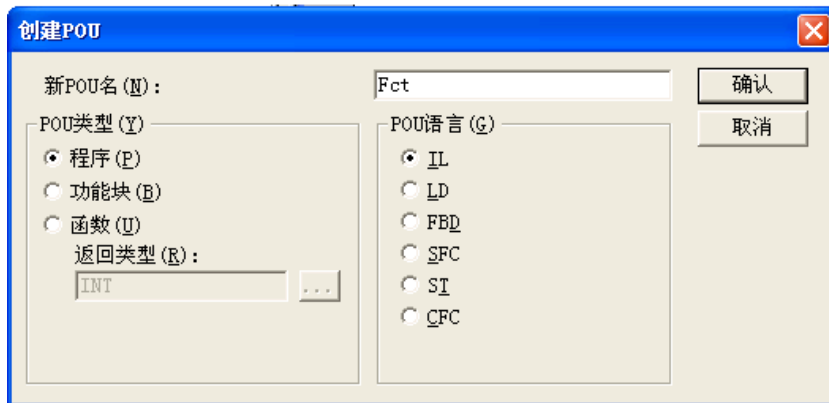 创建POU
新POU名(N): Fct 确认
POU类型(Y) POU语言(G) 取消
程序(P) IL
功能块(B) LD
函数(U) FBD
返回类型(R): SFC
INT ... ST
CFC